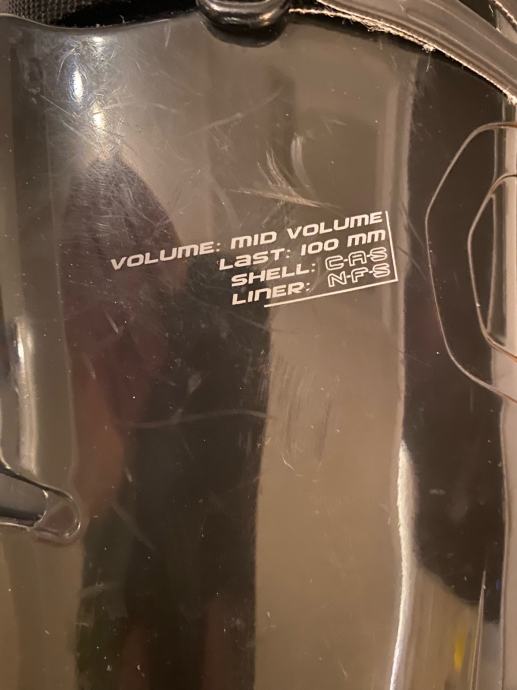 VOLUME: MID VOLUME
LAST: 100 MM
SHELL: C-A-S
LINER: N-F-S